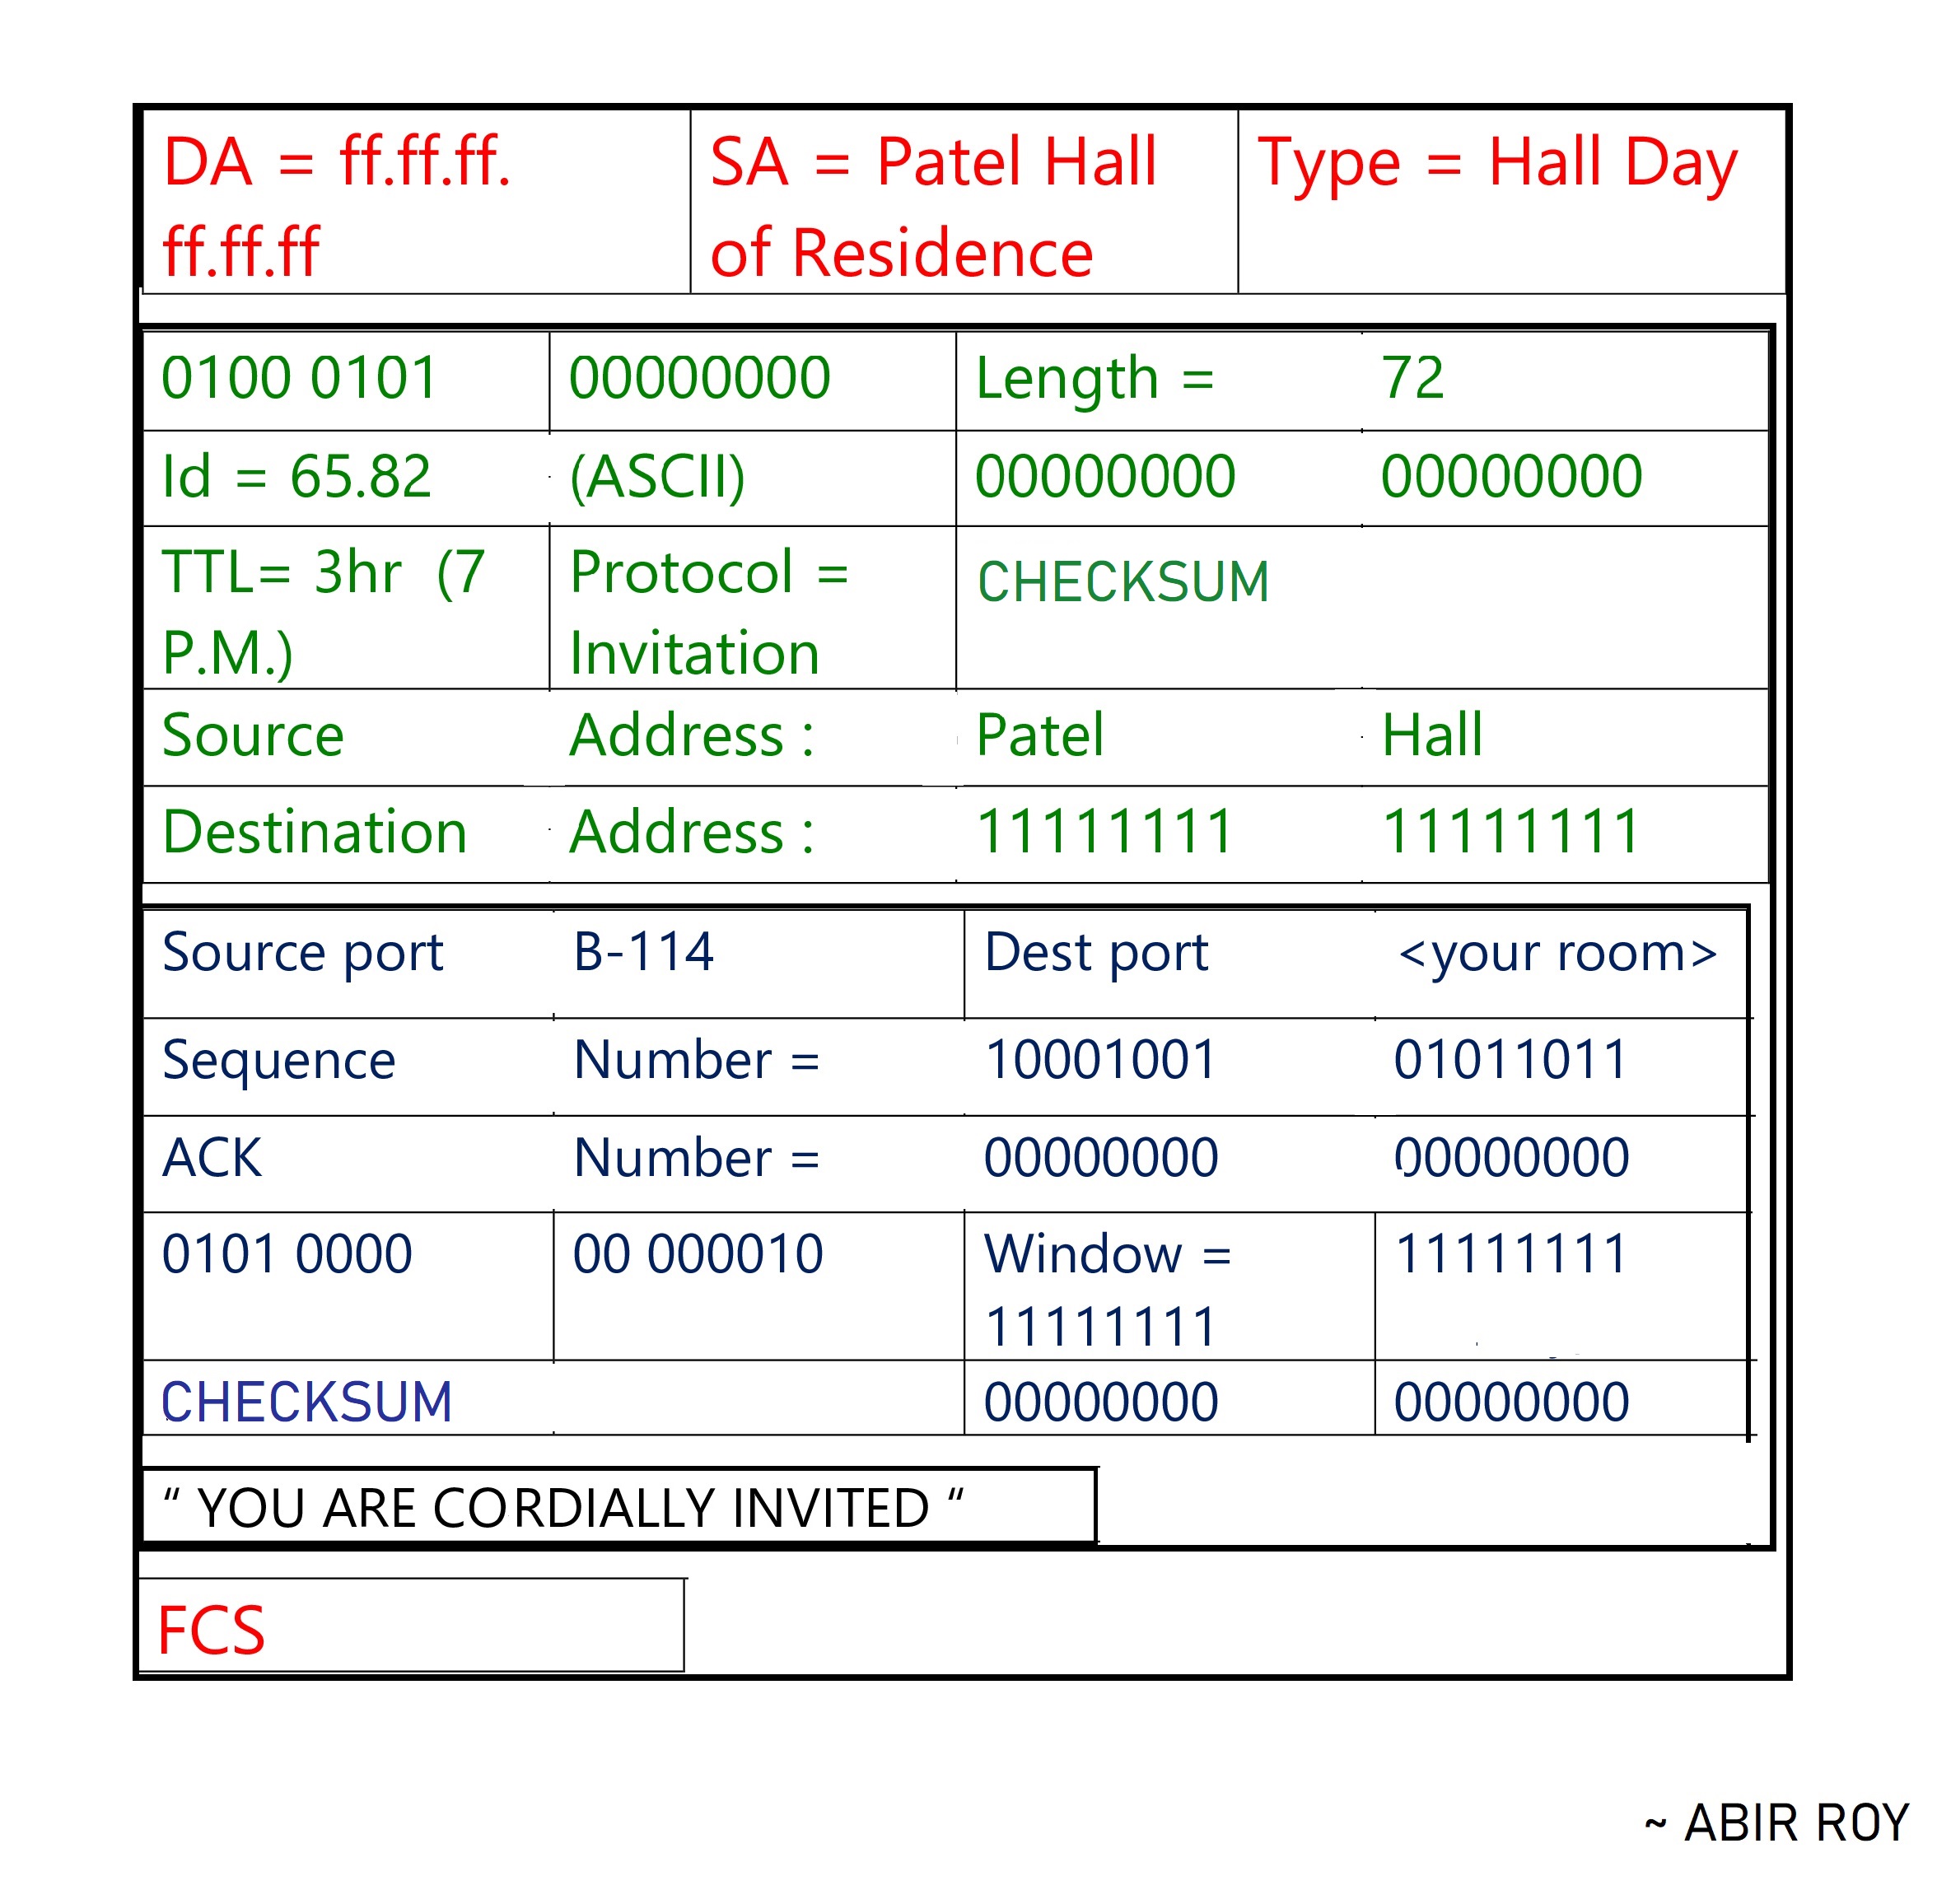 DA = ff.ff.ff. SA = Patel Hall Type = Hall Day
ff.ff.ff of Residence
0100 0101 00000000 Length = 72
Id = 65.82 (ASCII) 00000000 00000000
TTL= 3hr (7 Protocol = CHECKSUM
P.M.) Invitation
Source Address : Patel Hall
Destination Address : 11111111 11111111
Source port B-114 Dest port <your room>
Sequence Number = 10001001 01011011
ACK Number = 00000000 00000000
0101 0000 00 000010 Window = 11111111
11111111
CHECKSUM 00000000 00000000
“ YOU ARE CORDIALLY INVITED “
FCS
~ ABIR ROY